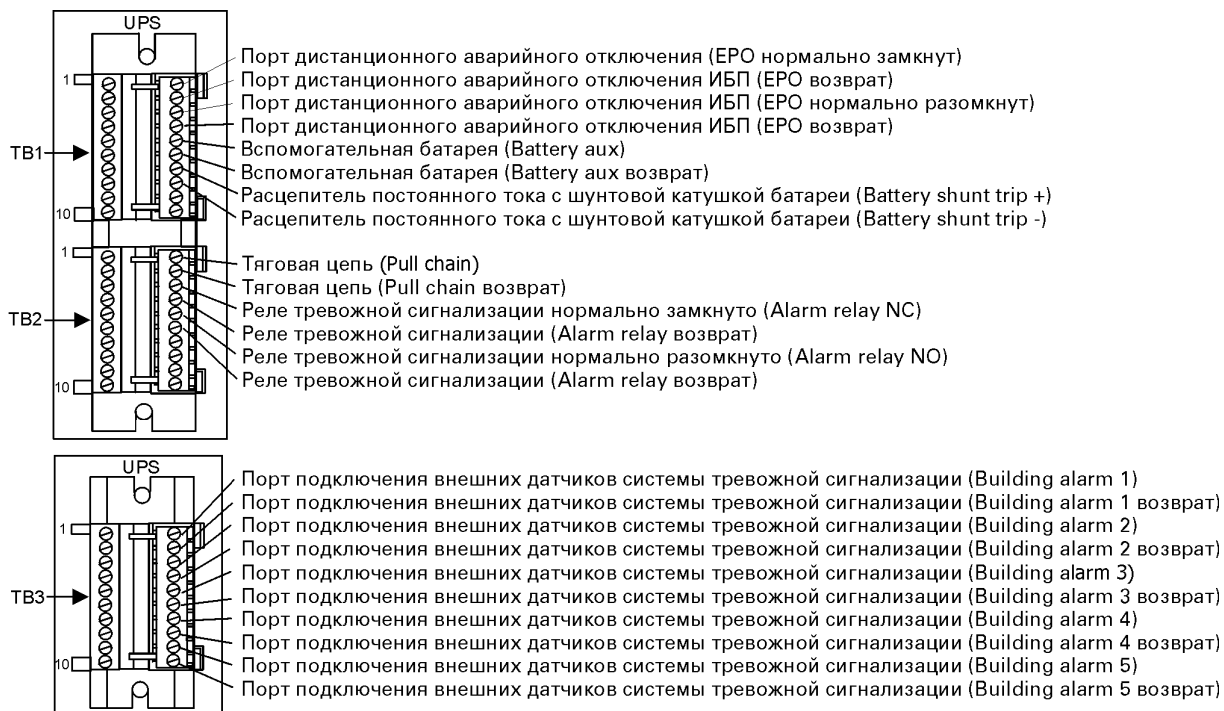 UPS
1
TB1
10
Порт дистанционного аварийного отключения (EPO нормально замкнут)
Порт дистанционного аварийного отключения ИБП (EPO возврат)
Порт дистанционного аварийного отключения ИБП (EPO нормально разомкнут)
Порт дистанционного аварийного отключения ИБП (EPO возврат)
Вспомогательная батарея (Battery aux)
Вспомогательная батарея (Battery aux возврат)
Расцепитель постоянного тока с шунтовой катушкой батареи (Battery shunt trip +)
Расцепитель постоянного тока с шунтовой катушкой батареи (Battery shunt trip -)
1
TB2
10
Тяговая цепь (Pull chain)
Тяговая цепь (Pull chain возврат)
Реле тревожной сигнализации нормально замкнуто (Alarm relay NC)
Реле тревожной сигнализации (Alarm relay возврат)
Реле тревожной сигнализации нормально разомкнуто (Alarm relay NO)
Реле тревожной сигнализации (Alarm relay возврат)
UPS
1
TB3
10
Порт подключения внешних датчиков системы тревожной сигнализации (Building alarm 1)
Порт подключения внешних датчиков системы тревожной сигнализации (Building alarm 1 возврат)
Порт подключения внешних датчиков системы тревожной сигнализации (Building alarm 2)
Порт подключения внешних датчиков системы тревожной сигнализации (Building alarm 2 возврат)
Порт подключения внешних датчиков системы тревожной сигнализации (Building alarm 3)
Порт подключения внешних датчиков системы тревожной сигнализации (Building alarm 3 возврат)
Порт подключения внешних датчиков системы тревожной сигнализации (Building alarm 4)
Порт подключения внешних датчиков системы тревожной сигнализации (Building alarm 4 возврат)
Порт подключения внешних датчиков системы тревожной сигнализации (Building alarm 5)
Порт подключения внешних датчиков системы тревожной сигнализации (Building alarm 5 возврат)